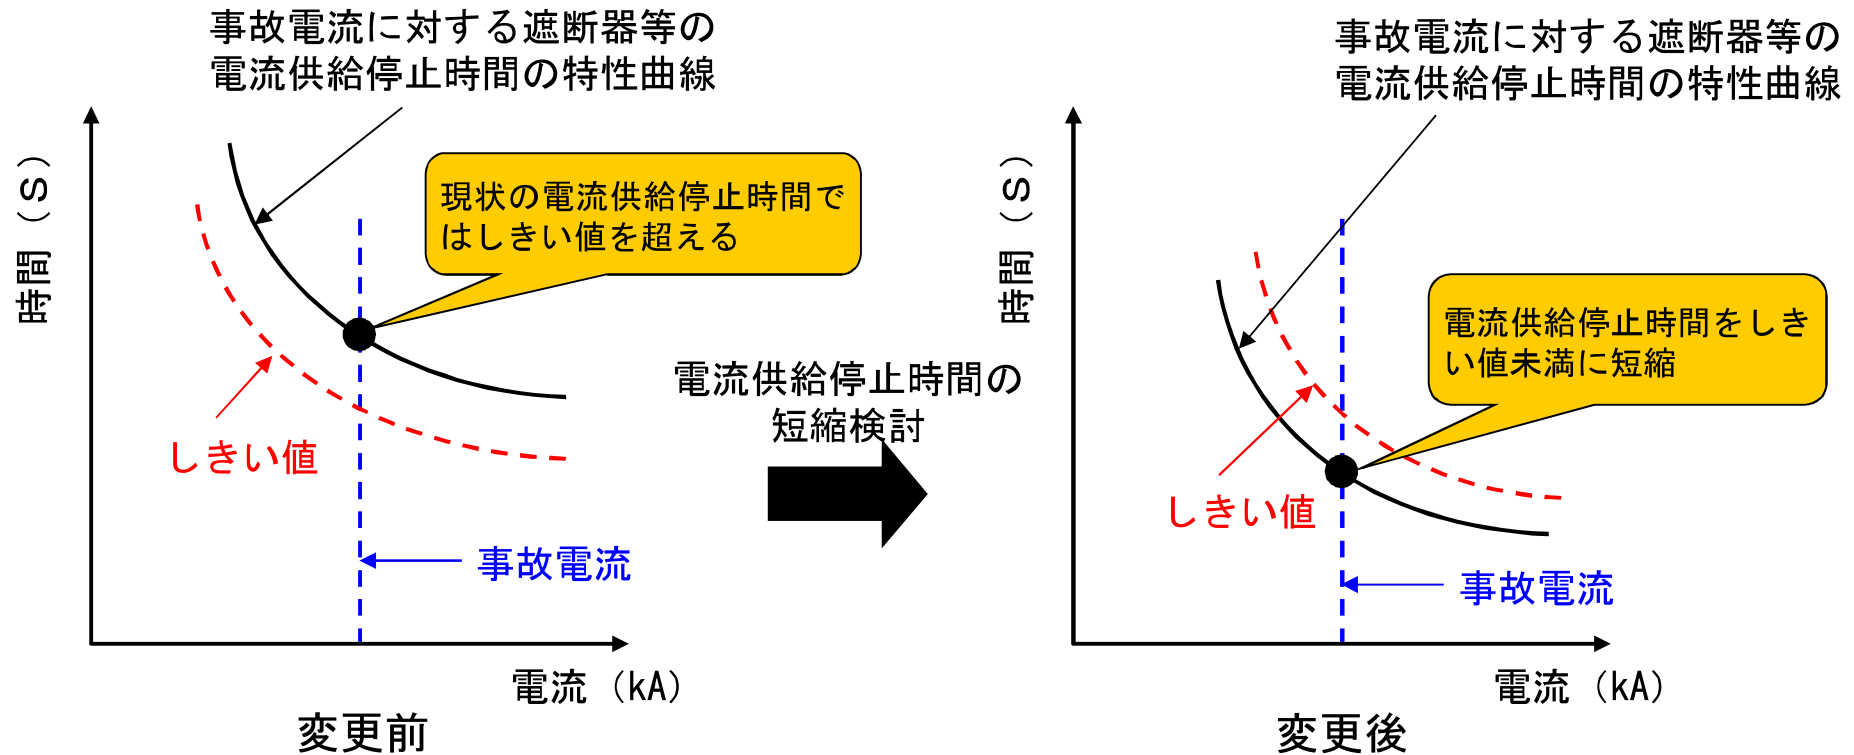 事故電流に対する遮断器等の
電流供給停止時間の特性曲線
時間（S）
現状の電流供給停止時間で
はしきい値を超える
しきい値
事故電流
電流（kA）
変更前
電流供給停止時間の
短縮検討
事故電流に対する遮断器等の
電流供給停止時間の特性曲線
時間（S）
電流供給停止時間をしき
い値未満に短縮
しきい値
事故電流
電流（kA）
変更後